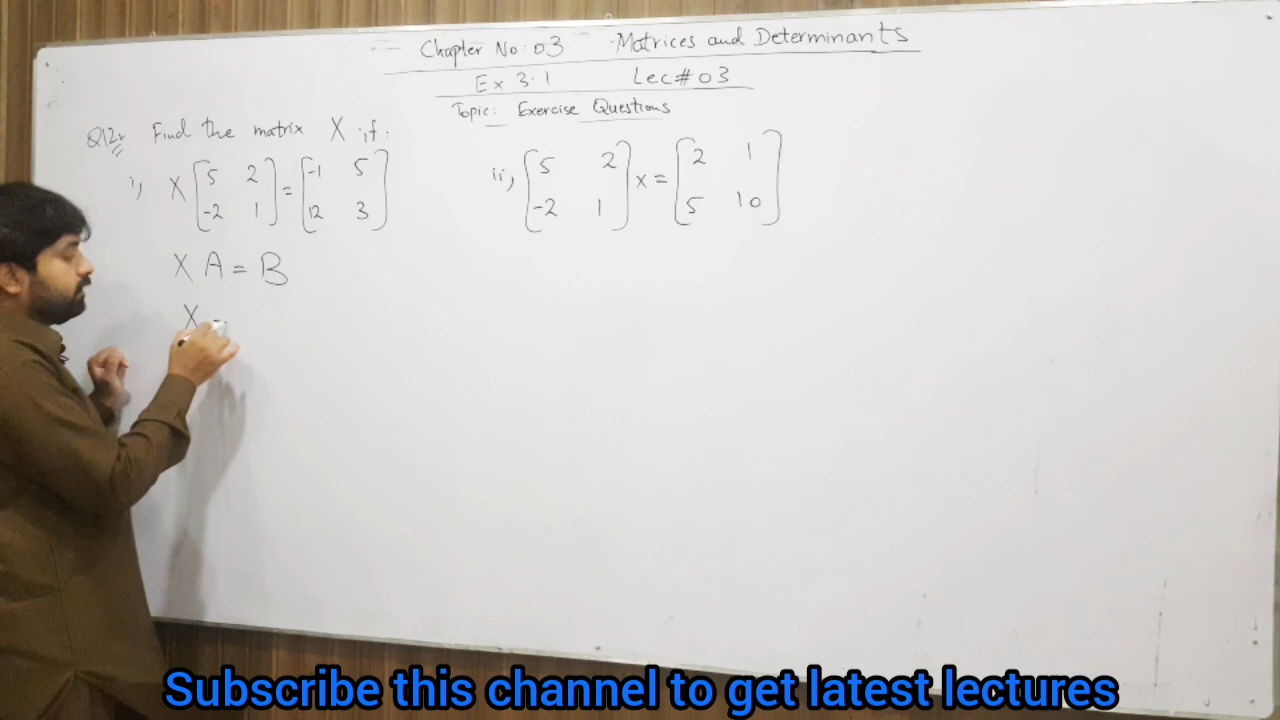 Chapter No: 03 Matrices and Determinants
Ex 3.1 Lec# 03
Topic: Exercise Questions
Q12: Find the matrix X if:
i, X [5 2 = [-1 5
-2 1] 12 3]
ii, [5 2 x = [2 1
-2 1] 5 10]
X A = B
X =
Subscribe this channel to get latest lectures